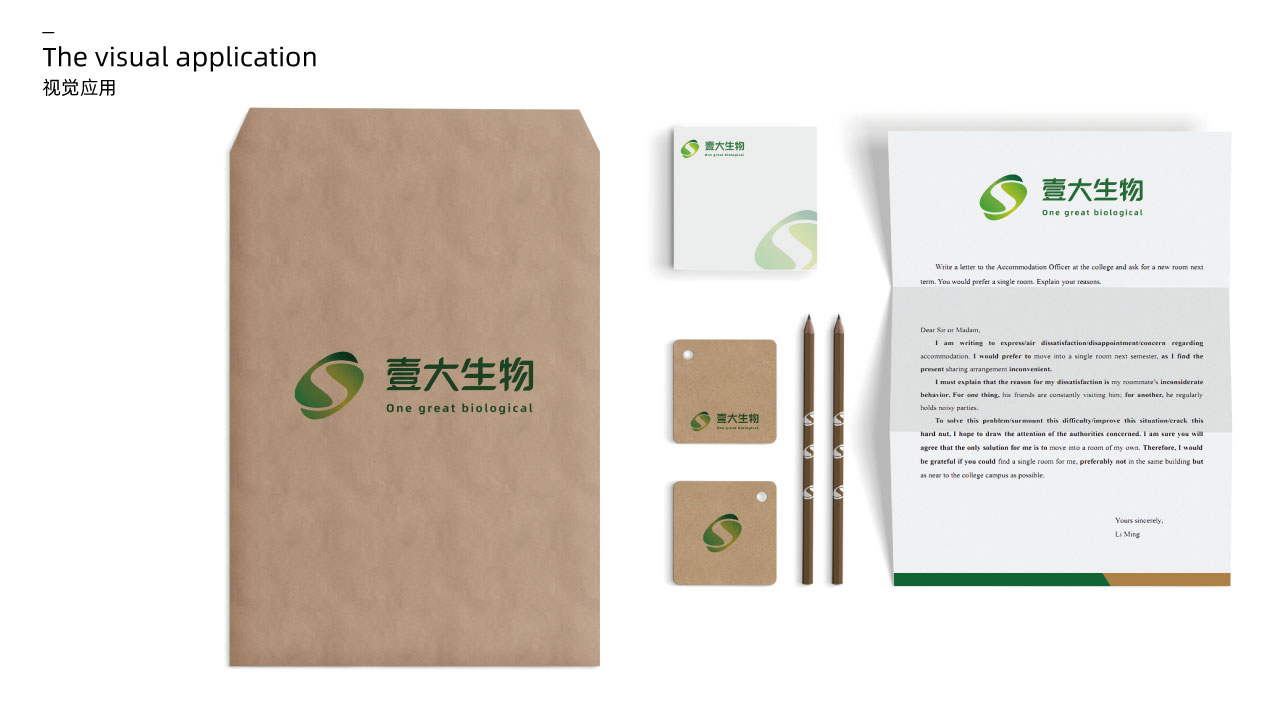 The visual application
视觉应用
壹大生物
One great biological
壹大生物
One great biological
壹大生物
One great biological
壹大生物
One great biological
Write a letter to the Accommodation Officer at the college and ask for a new room next
term. You would prefer a single room. Explain your reasons.
Dear Sir or Madam,
I am writing to express/air dissatisfaction/disappointment/concern regarding
accommodation. I would prefer to move into a single room next semester, as I find the
present sharing arrangement inconvenient.
I must explain that the reason for my dissatisfaction is my roommate's inconsiderate
behavior. For one thing, his friends are constantly visiting him; for another, he regularly
holds noisy parties.
To solve this problem/surmount this difficulty/improve this situation/crack this
hard nut, I hope to draw the attention of the authorities concerned. I am sure you will
agree that the only solution for me is to move into a room of my own. Therefore, I would
be grateful if you could find a single room for me, preferably not in the same building but
as near to the college campus as possible.
Yours sincerely,
Li Ming